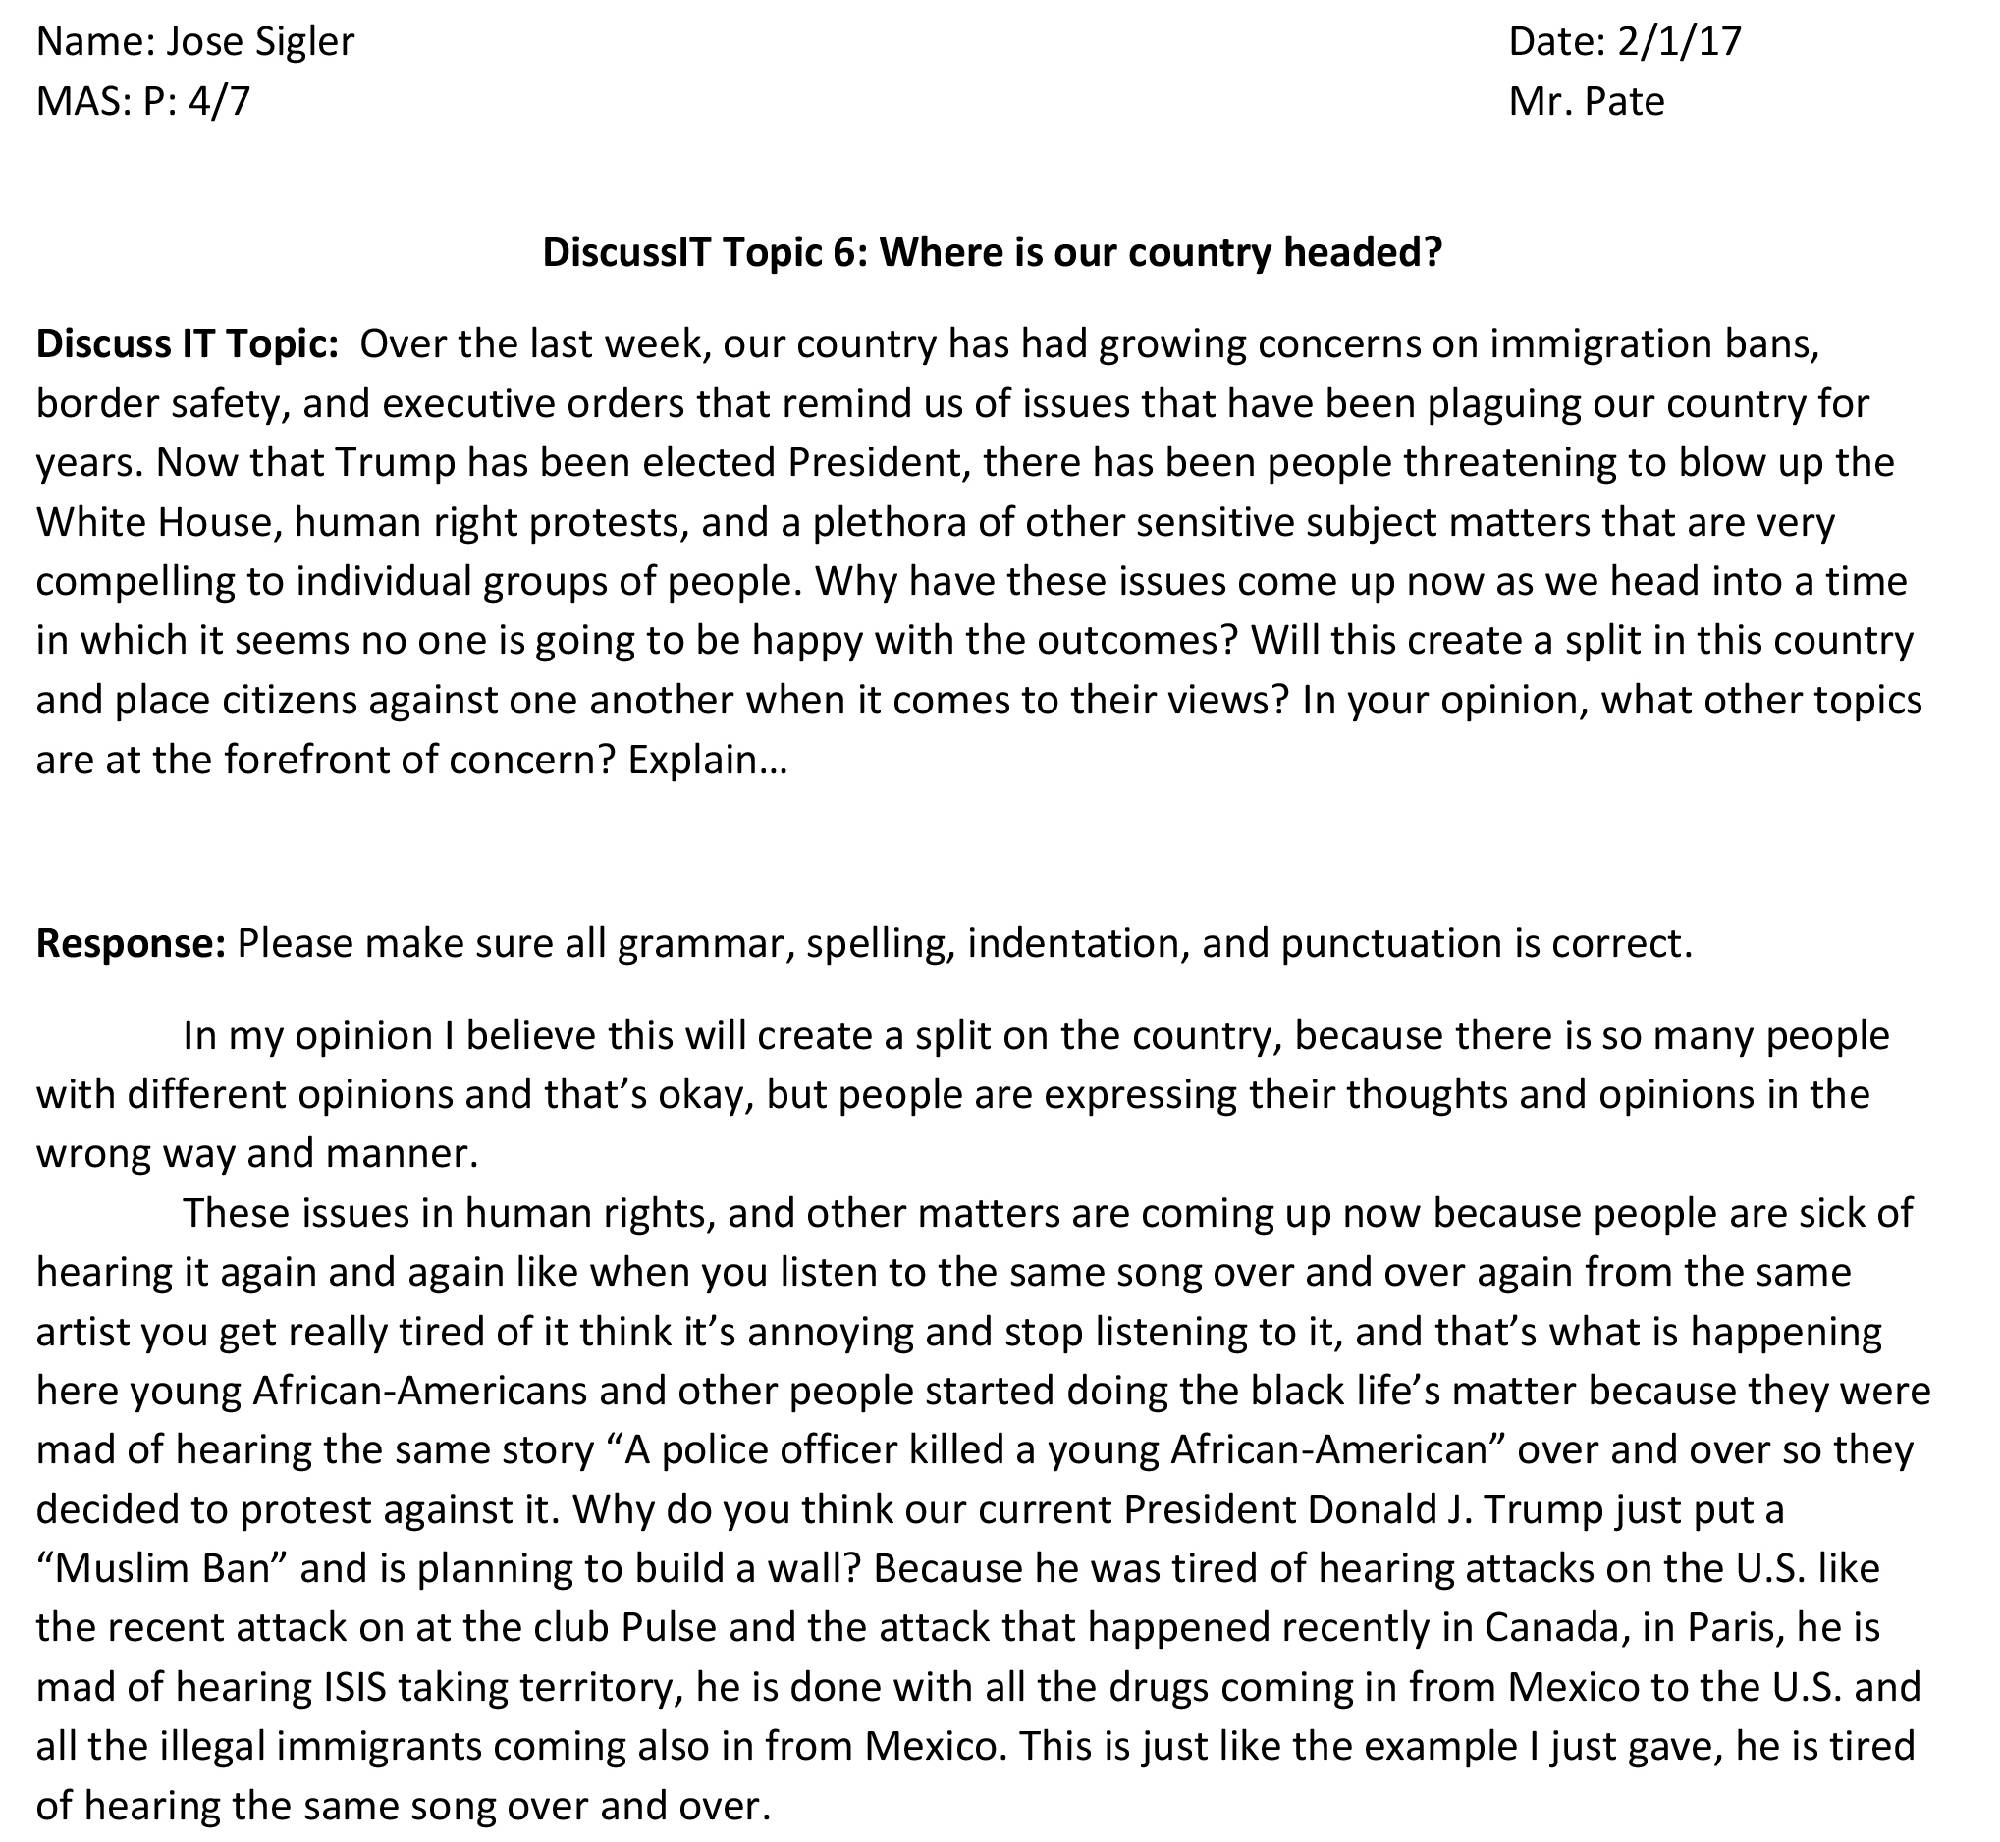 Name: Jose Sigler Date: 2/1/17
MAS: P: 4/7 Mr. Pate
DiscussIT Topic 6: Where is our country headed?
Discuss IT Topic: Over the last week, our country has had growing concerns on immigration bans,
border safety, and executive orders that remind us of issues that have been plaguing our country for
years. Now that Trump has been elected President, there has been people threatening to blow up the
White House, human right protests, and a plethora of other sensitive subject matters that are very
compelling to individual groups of people. Why have these issues come up now as we head into a time
in which it seems no one is going to be happy with the outcomes? Will this create a split in this country
and place citizens against one another when it comes to their views? In your opinion, what other topics
are at the forefront of concern? Explain…
Response: Please make sure all grammar, spelling, indentation, and punctuation is correct.
In my opinion I believe this will create a split on the country, because there is so many people
with different opinions and that’s okay, but people are expressing their thoughts and opinions in the
wrong way and manner.
These issues in human rights, and other matters are coming up now because people are sick of
hearing it again and again like when you listen to the same song over and over again from the same
artist you get really tired of it think it’s annoying and stop listening to it, and that’s what is happening
here young African-Americans and other people started doing the black life’s matter because they were
mad of hearing the same story “A police officer killed a young African-American” over and over so they
decided to protest against it. Why do you think our current President Donald J. Trump just put a
“Muslim Ban” and is planning to build a wall? Because he was tired of hearing attacks on the U.S. like
the recent attack on at the club Pulse and the attack that happened recently in Canada, in Paris, he is
mad of hearing ISIS taking territory, he is done with all the drugs coming in from Mexico to the U.S. and
all the illegal immigrants coming also in from Mexico. This is just like the example I just gave, he is tired
of hearing the same song over and over.